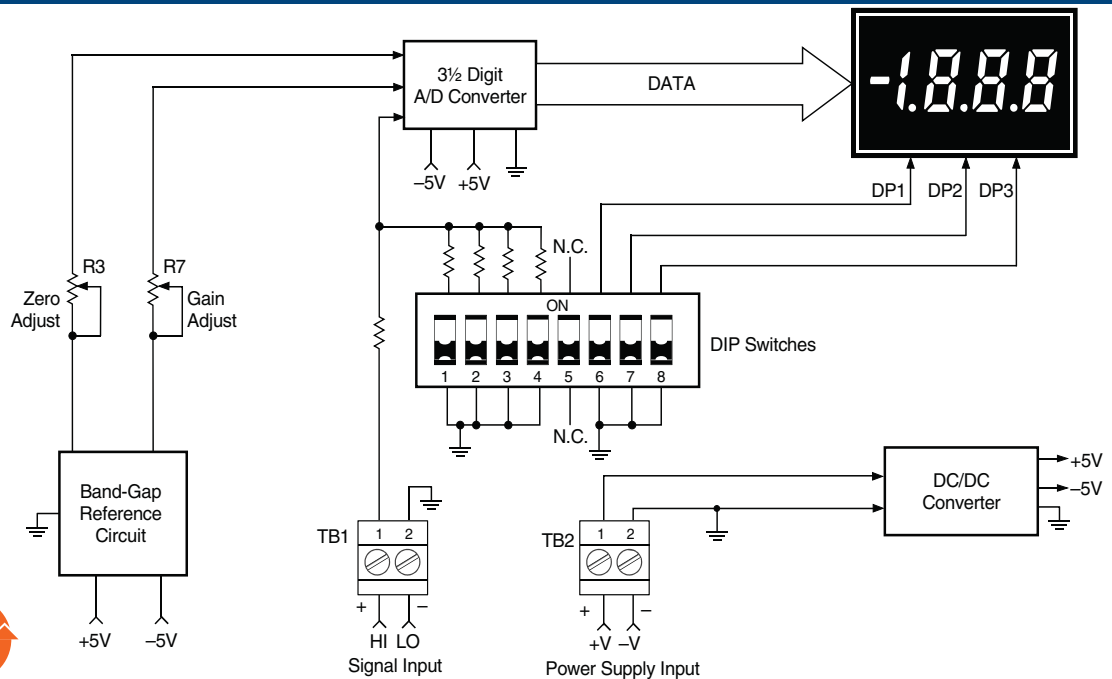 3½ Digit
A/D Converter
DATA
-1.8.8.8
–5V +5V
DP1 DP2 DP3
R3
Zero
Adjust
R7
Gain
Adjust
N.C.
ON
1 2 3 4 5 6 7 8
DIP Switches
N.C.
Band-Gap
Reference
Circuit
+5V –5V
TB1 1 2
+ –
HI LO
Signal Input
TB2 1 2
+ –
+V –V
Power Supply Input
DC/DC
Converter
+5V
–5V